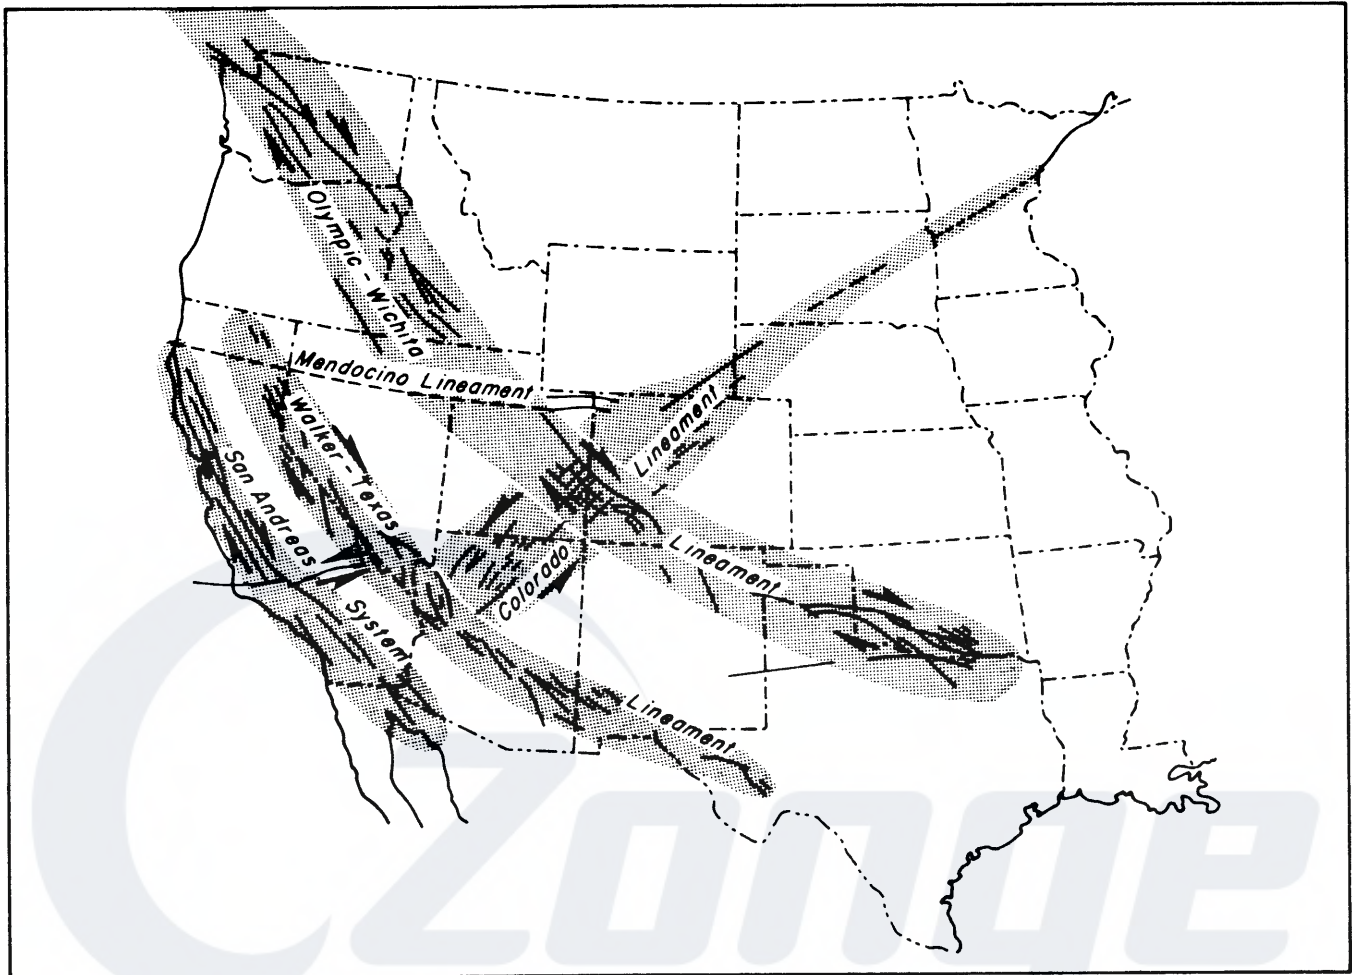 Olympic - Wichita
Lineament
Mendocino Lineament
Walker - Texas
Lineament
San Andreas
System
Colorado
Lineament
Zonge